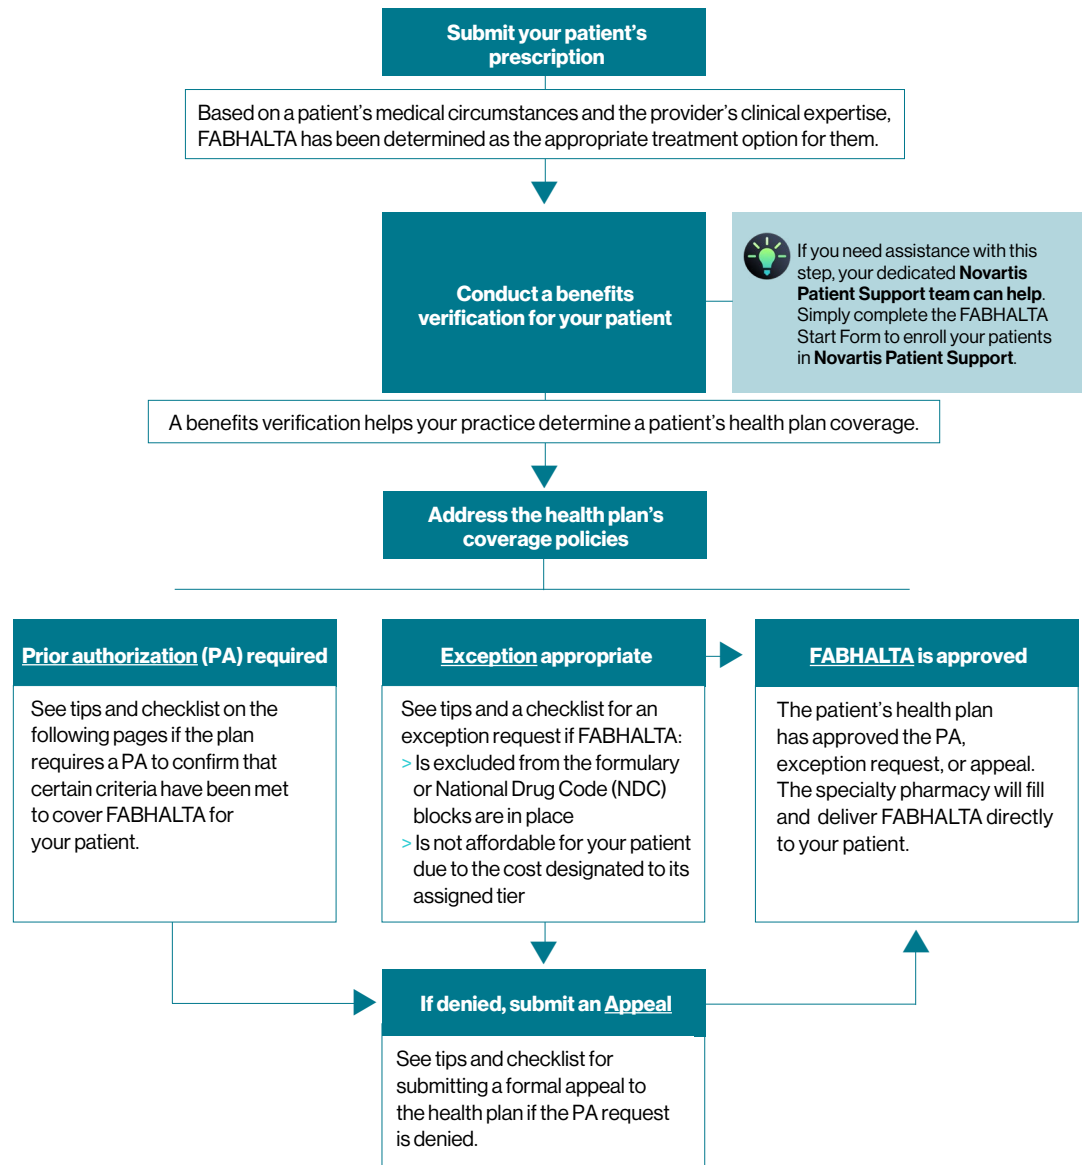 Submit your patient's
prescription
Based on a patient's medical circumstances and the provider's clinical expertise,
FABHALTA has been determined as the appropriate treatment option for them.
Conduct a benefits
verification for your patient
If you need assistance with this
step, your dedicated Novartis
Patient Support team can help.
Simply complete the FABHALTA
Start Form to enroll your patients
in Novartis Patient Support.
A benefits verification helps your practice determine a patient's health plan coverage.
Address the health plan's
coverage policies
Prior authorization (PA) required
See tips and checklist on the
following pages if the plan
requires a PA to confirm that
certain criteria have been met
to cover FABHALTA for
your patient.
Exception appropriate
See tips and a checklist for an
exception request if FABHALTA:
> Is excluded from the formulary
or National Drug Code (NDC)
blocks are in place
> Is not affordable for your patient
due to the cost designated to its
assigned tier
FABHALTA is approved
The patient's health plan
has approved the PA,
exception request, or appeal.
The specialty pharmacy will fill
and deliver FABHALTA directly
to your patient.
If denied, submit an Appeal
See tips and checklist for
submitting a formal appeal to
the health plan if the PA request
is denied.